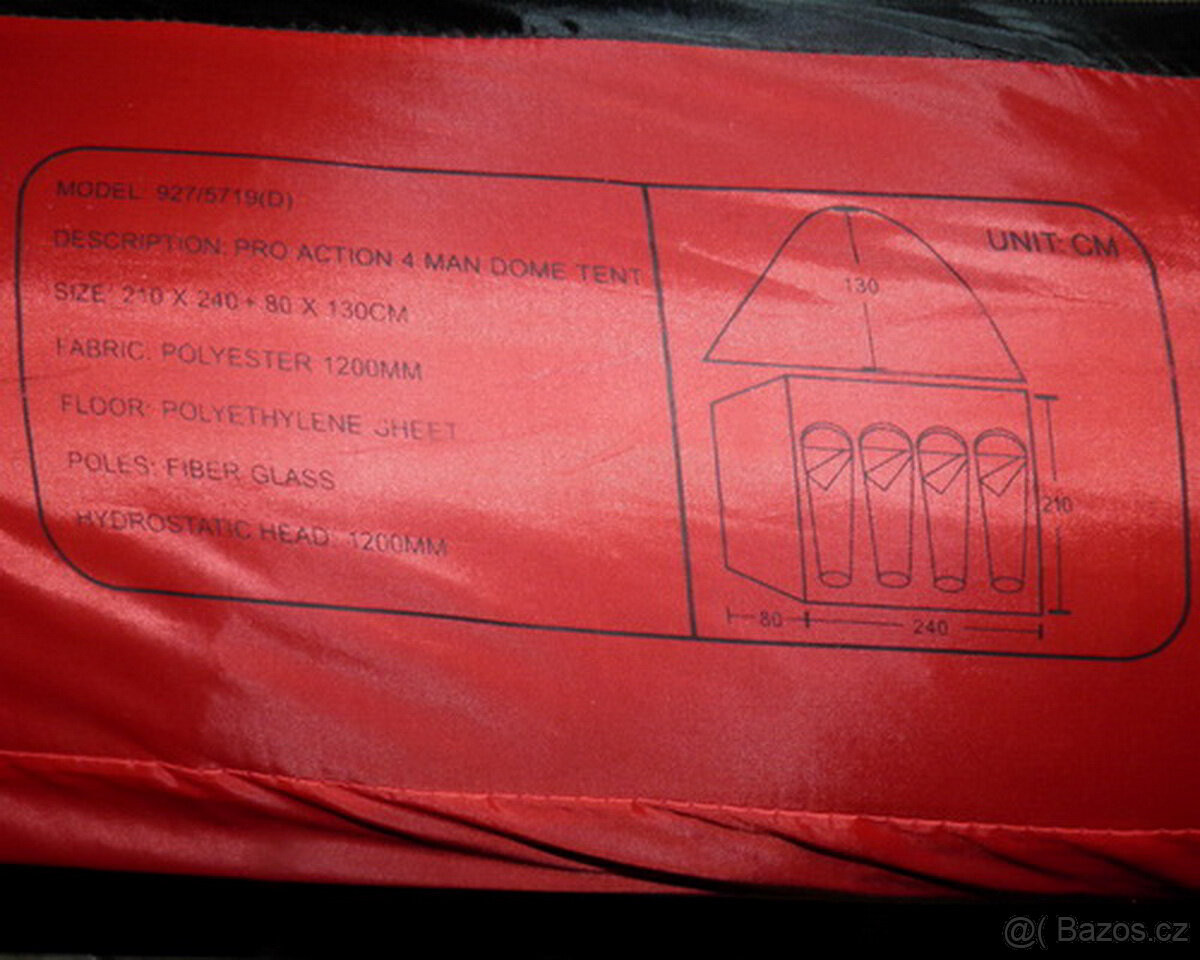 MODEL: 927/5719(D)
DESCRIPTION: PRO ACTION 4 MAN DOME TENT
SIZE: 210 X 240 + 80 X 130CM
FABRIC: POLYESTER 1200MM
FLOOR: POLYETHYLENE SHEET
POLES: FIBER GLASS
HYDROSTATIC HEAD: 1200MM
UNIT: CM
130
210
80
240
@( Bazos.cz